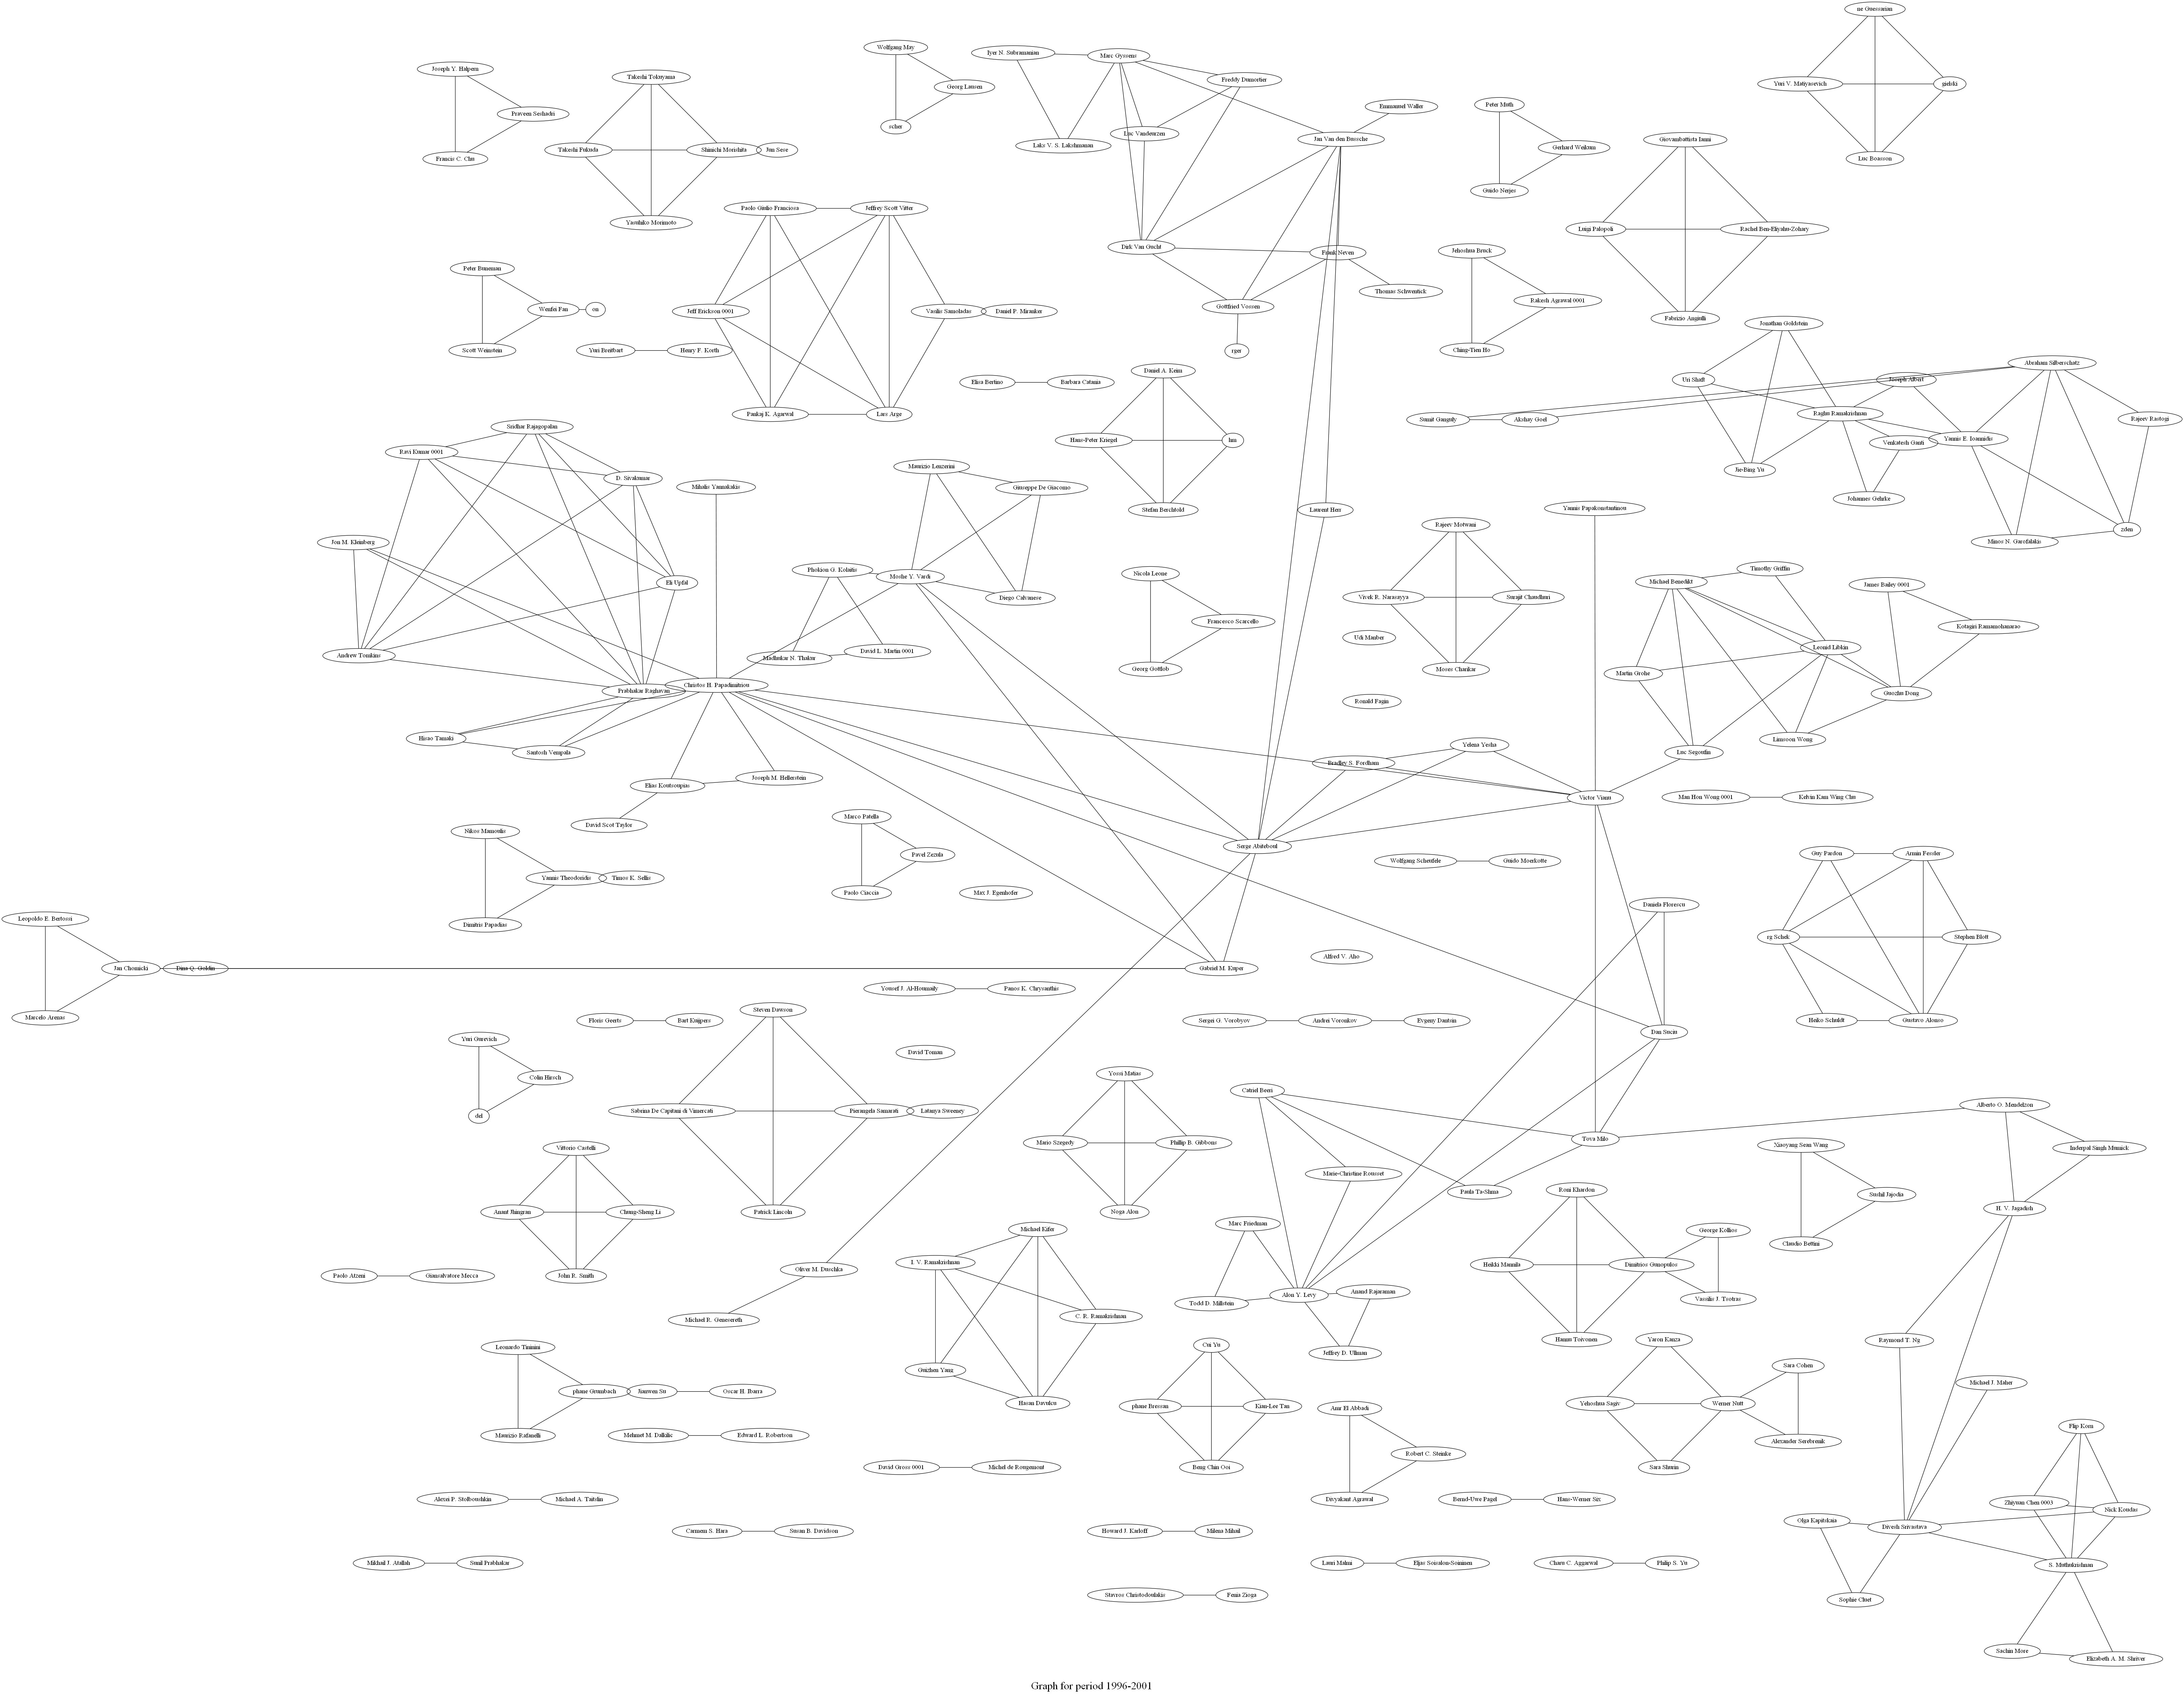 ne Guessarian
Wolfgang May
Iyer N. Subramanian
Marc Gyssens
Joseph Y. Halpern
Takeshi Tokuyama
Georg Lausen
Freddy Dumortier
Yuri V. Matiyasevich
gielski
Praveen Seshadri
scher
Emmanuel Waller
Peter Muth
Luc Vandeurzen
Jan Van den Bussche
Giovambattista Ianni
Francis C. Chu
Takeshi Fukuda
Shinichi Morishita
Jun Sese
Laks V. S. Lakshmanan
Gerhard Weikum
Luc Boasson
Guido Nerjes
Paolo Giulio Franciosa
Jeffrey Scott Vitter
Yasuhiko Morimoto
Luigi Palopoli
Rachel Ben-Eliyahu-Zohary
Dirk Van Gucht
Frank Neven
Jehoshua Bruck
Peter Buneman
Thomas Schwentick
Rakesh Agrawal 0001
Wenfei Fan
on
Jeff Erickson 0001
Vasilis Samoladas
Daniel P. Miranker
Gottfried Vossen
Fabrizio Angiulli
Jonathan Goldstein
Scott Weinstein
Yuri Breitbart
Henry F. Korth
rger
Ching-Tien Ho
Abraham Silberschatz
Elisa Bertino
Barbara Catania
Daniel A. Keim
Uri Shaft
Joseph Albert
Pankaj K. Agarwal
Lars Arge
Sumit Ganguly
Akshay Goel
Raghu Ramakrishnan
Rajeev Rastogi
Sridhar Rajagopalan
Hans-Peter Kriegel
hm
Venkatesh Ganti
Yannis E. Ioannidis
Ravi Kumar 0001
Maurizio Lenzerini
Jie-Bing Yu
D. Sivakumar
Mihalis Yannakakis
Giuseppe De Giacomo
Johannes Gehrke
Stefan Berchtold
Laurent Herr
Yannis Papakonstantinou
Rajeev Motwani
zden
Jon M. Kleinberg
Minos N. Garofalakis
Phokion G. Kolaitis
Moshe Y. Vardi
Nicola Leone
Timothy Griffin
Eli Upfal
Michael Benedikt
James Bailey 0001
Diego Calvanese
Vivek R. Narasayya
Surajit Chaudhuri
Francesco Scarcello
Kotagiri Ramamohanarao
Udi Manber
Andrew Tomkins
Madhukar N. Thakur
David L. Martin 0001
Leonid Libkin
Georg Gottlob
Moses Charikar
Martin Grohe
Prabhakar Raghavan
Christos H. Papadimitriou
Guozhu Dong
Ronald Fagin
Hisao Tamaki
Santosh Vempala
Yelena Yesha
Limsoon Wong
Luc Segoufin
Bradley S. Fordham
Elias Koutsoupias
Joseph M. Hellerstein
Victor Vianu
Man Hon Wong 0001
Kelvin Kam Wing Chu
David Scot Taylor
Marco Patella
Nikos Mamoulis
Serge Abiteboul
Pavel Zezula
Wolfgang Scheufele
Guido Moerkotte
Guy Pardon
Armin Fessler
Yannis Theodoridis
Timos K. Sellis
Paolo Ciaccia
Max J. Egenhofer
Daniela Florescu
Leopoldo E. Bertossi
Dimitris Papadias
rg Schek
Stephen Blott
Alfred V. Aho
Jan Chomicki
Dina Q. Goldin
Gabriel M. Kuper
Yousef J. Al-Houmaily
Panos K. Chrysanthis
Marcelo Arenas
Floris Geerts
Bart Kuijpers
Steven Dawson
Sergei G. Vorobyov
Andrei Voronkov
Evgeny Dantsin
Heiko Schuldt
Gustavo Alonso
Dan Suciu
Yuri Gurevich
David Toman
Colin Hirsch
Yossi Matias
Catriel Beeri
Alberto O. Mendelzon
del
Sabrina De Capitani di Vimercati
Pierangela Samarati
Latanya Sweeney
Tova Milo
Vittorio Castelli
Mario Szegedy
Phillip B. Gibbons
Xiaoyang Sean Wang
Inderpal Singh Mumick
Marie-Christine Rousset
Paula Ta-Shma
Roni Khardon
Sushil Jajodia
Anant Jhingran
Chung-Sheng Li
Patrick Lincoln
Noga Alon
H. V. Jagadish
Marc Friedman
Michael Kifer
George Kollios
Claudio Bettini
I. V. Ramakrishnan
Oliver M. Duschka
Heikki Mannila
Dimitrios Gunopulos
Paolo Atzeni
Giansalvatore Mecca
John R. Smith
Todd D. Millstein
Alon Y. Levy
Anand Rajaraman
Vassilis J. Tsotras
Michael R. Genesereth
C. R. Ramakrishnan
Leonardo Tininini
Cui Yu
Jeffrey D. Ullman
Hannu Toivonen
Yaron Kanza
Raymond T. Ng
Guizhen Yang
Sara Cohen
Michael J. Maher
phane Grumbach
Jianwen Su
Oscar H. Ibarra
Hasan Davulcu
phane Bressan
Kian-Lee Tan
Amr El Abbadi
Yehoshua Sagiv
Werner Nutt
Flip Korn
Maurizio Rafanelli
Mehmet M. Dalkilic
Edward L. Robertson
Robert C. Steinke
Alexander Serebrenik
David Gross 0001
Michel de Rougemont
Beng Chin Ooi
Sara Shurin
Alexei P. Stolboushkin
Michael A. Taitslin
Divyakant Agrawal
Bernd-Uwe Pagel
Hans-Werner Six
Zhiyuan Chen 0003
Nick Koudas
Carmem S. Hara
Susan B. Davidson
Howard J. Karloff
Milena Mihail
Olga Kapitskaia
Divesh Srivastava
Mikhail J. Atallah
Sunil Prabhakar
Lauri Malmi
Eljas Soisalon-Soininen
Charu C. Aggarwal
Philip S. Yu
S. Muthukrishnan
Stavros Christodoulakis
Fenia Zioga
Sophie Cluet
Sachin More
Elizabeth A. M. Shriver
Graph for period 1996-2001